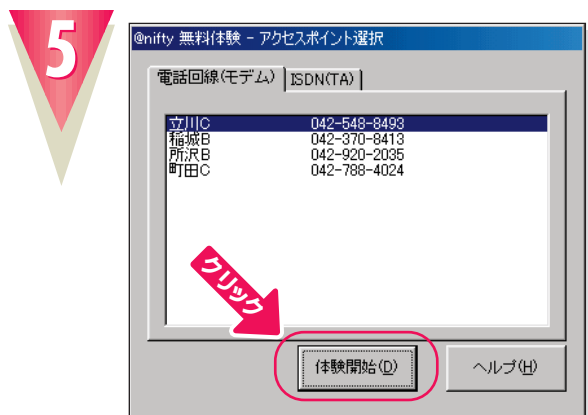 5
@nifty 無料体験 - アクセスポイント選択
電話回線(モデム)
ISDN(TA)
立川C 042-548-8493
稲城B 042-370-8413
所沢B 042-920-2035
町田C 042-788-4024
クリック
体験開始(D)
ヘルプ(H)